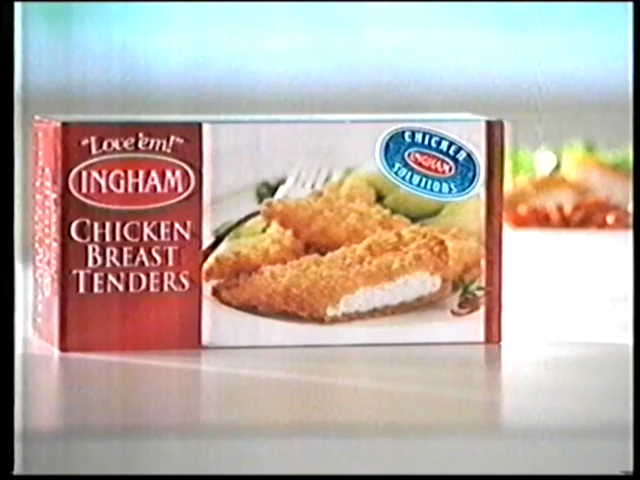 "Love 'em!"
INGHAM
CHICKEN
BREAST
TENDERS
CHICKEN
INGHAM
SOLUTIONS